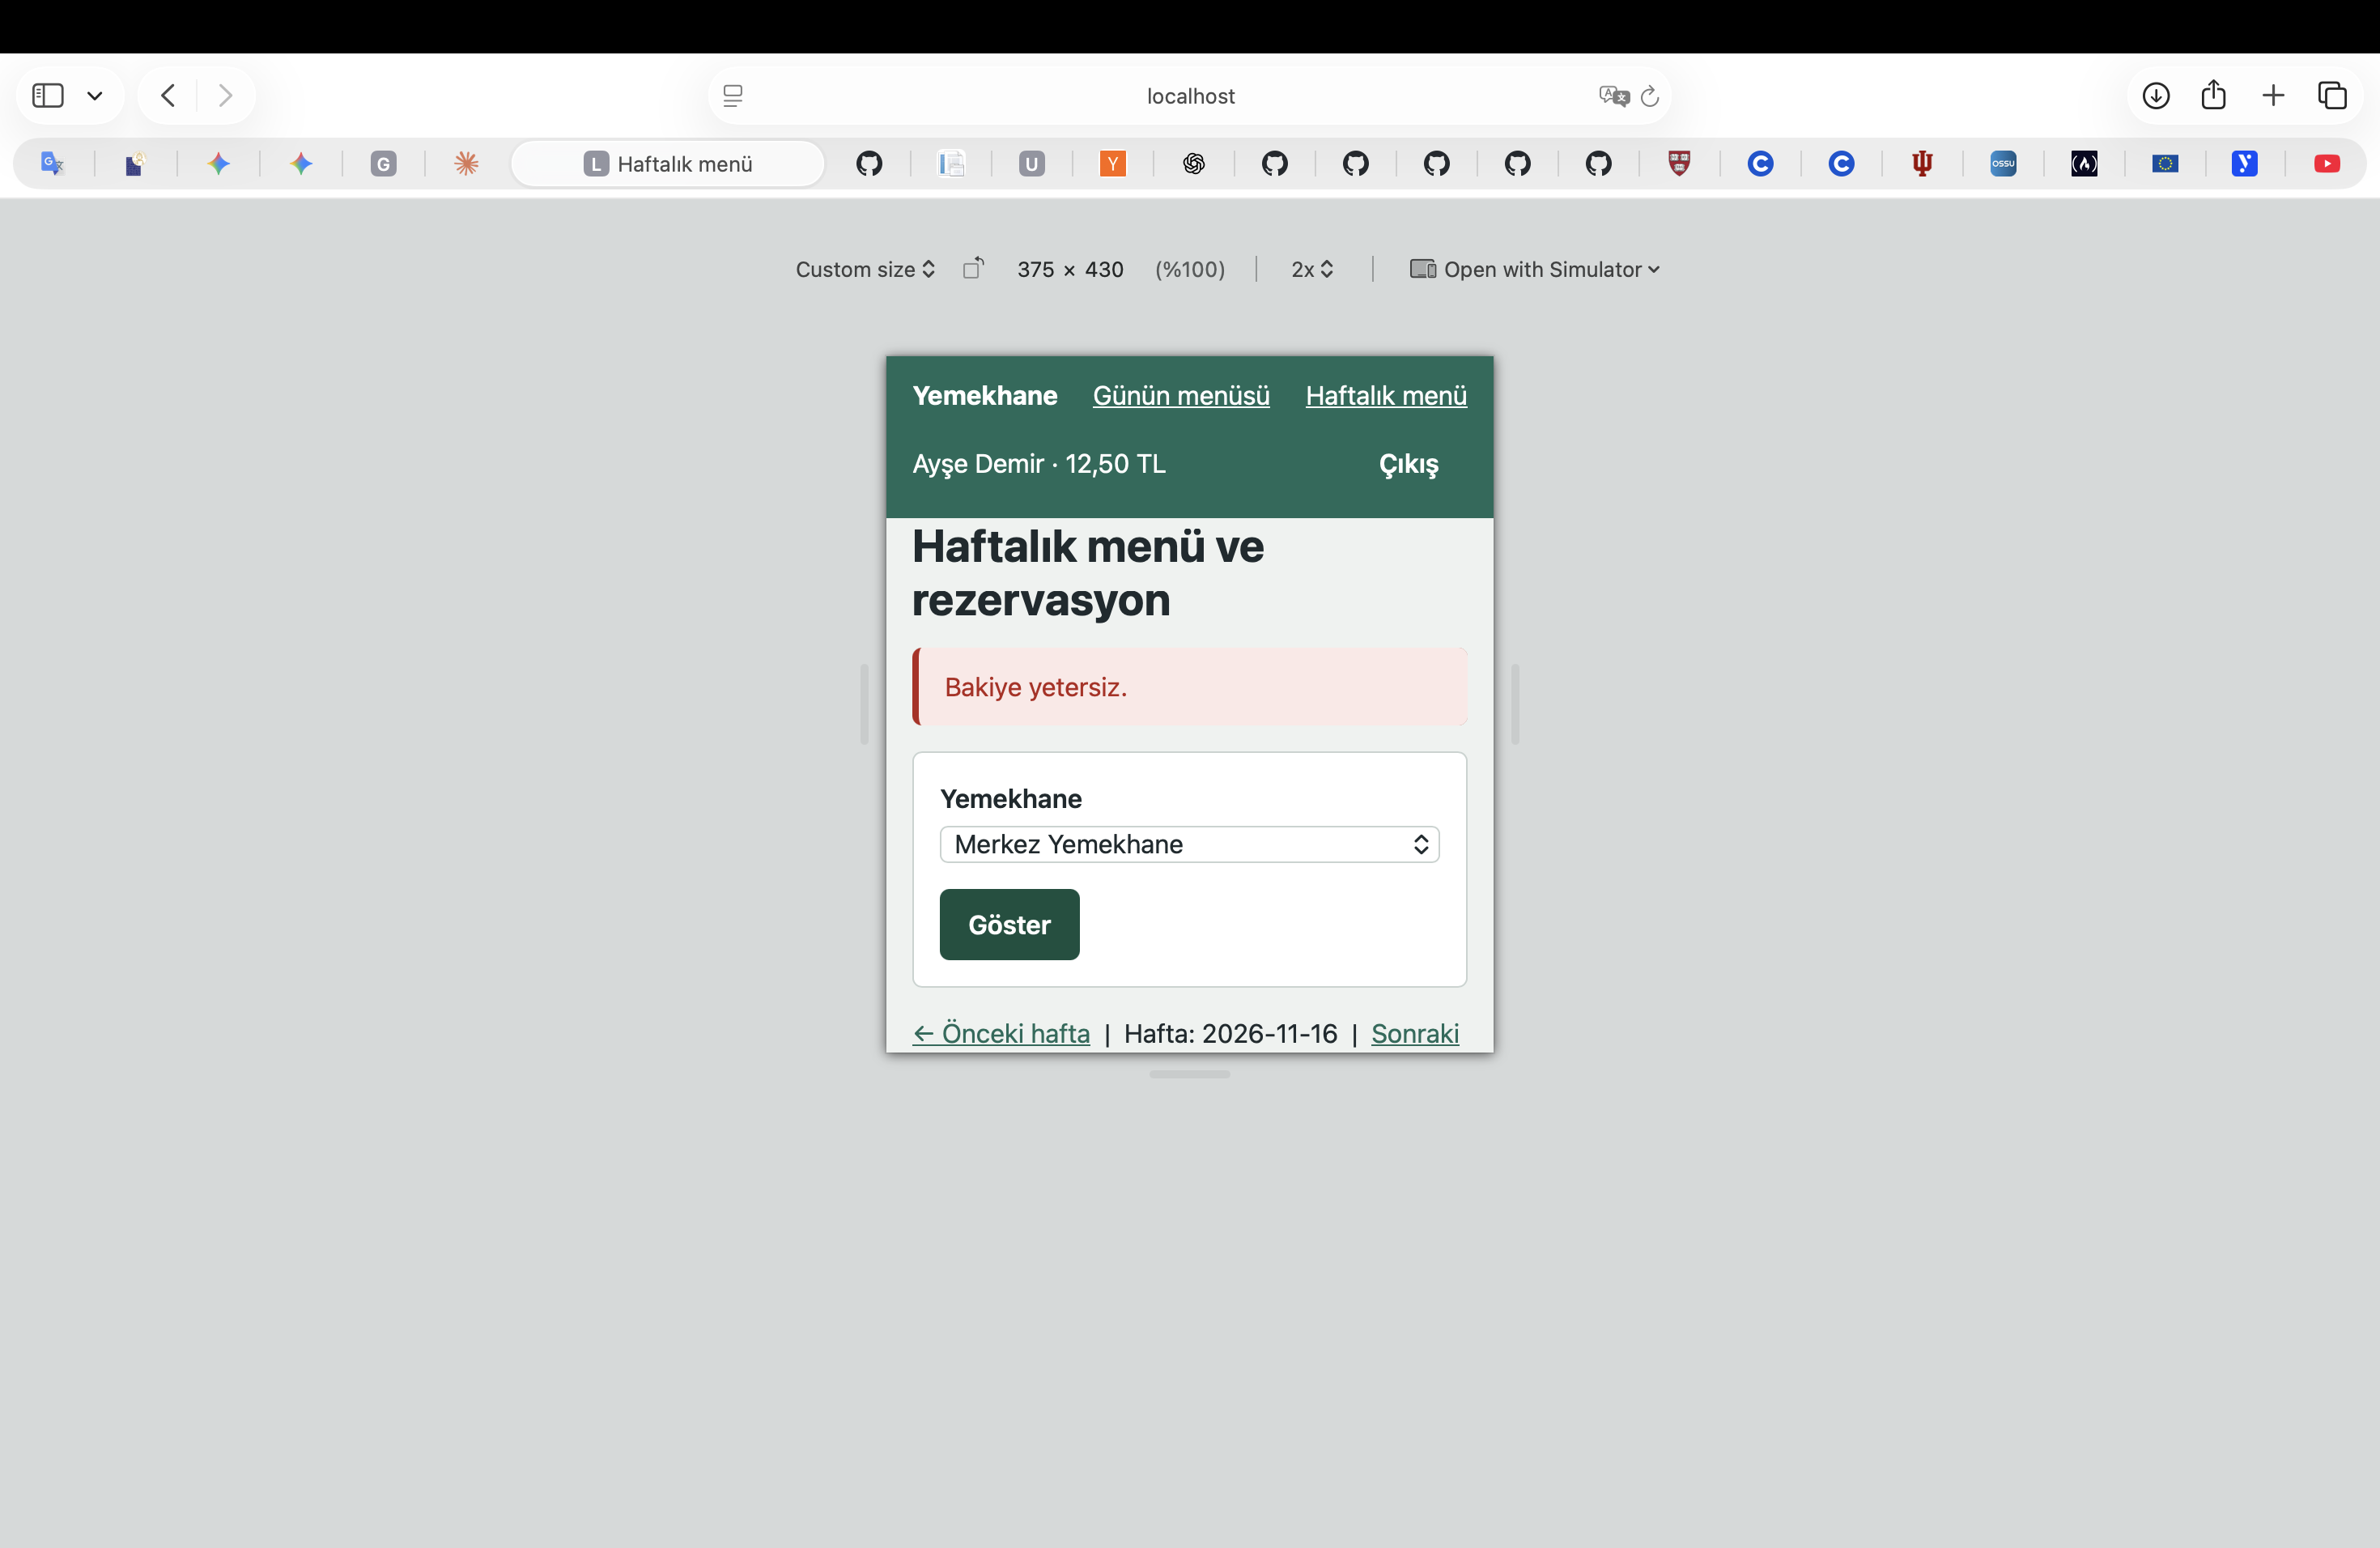 localhost
G
L Haftalık menü
U
Y
OSSU
Custom size 375 × 430 (%100) 2x Open with Simulator
Yemekhane Günün menüsü Haftalık menü
Ayşe Demir · 12,50 TL Çıkış
Haftalık menü ve
rezervasyon
Bakiye yetersiz.
Yemekhane
Merkez Yemekhane
Göster
← Önceki hafta | Hafta: 2026-11-16 | Sonraki